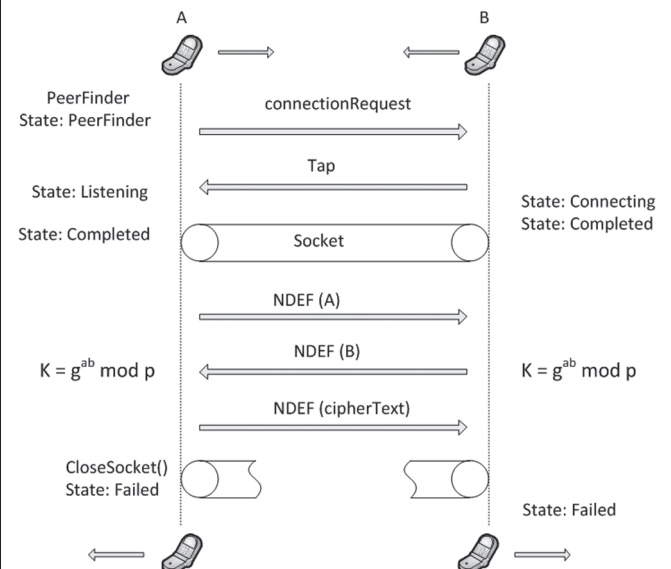 A
B
PeerFinder
State: PeerFinder
connectionRequest
Tap
State: Listening
State: Connecting
State: Completed
State: Completed
Socket
NDEF (A)
NDEF (B)
K = g^ab mod p
K = g^ab mod p
NDEF (cipherText)
CloseSocket()
State: Failed
State: Failed